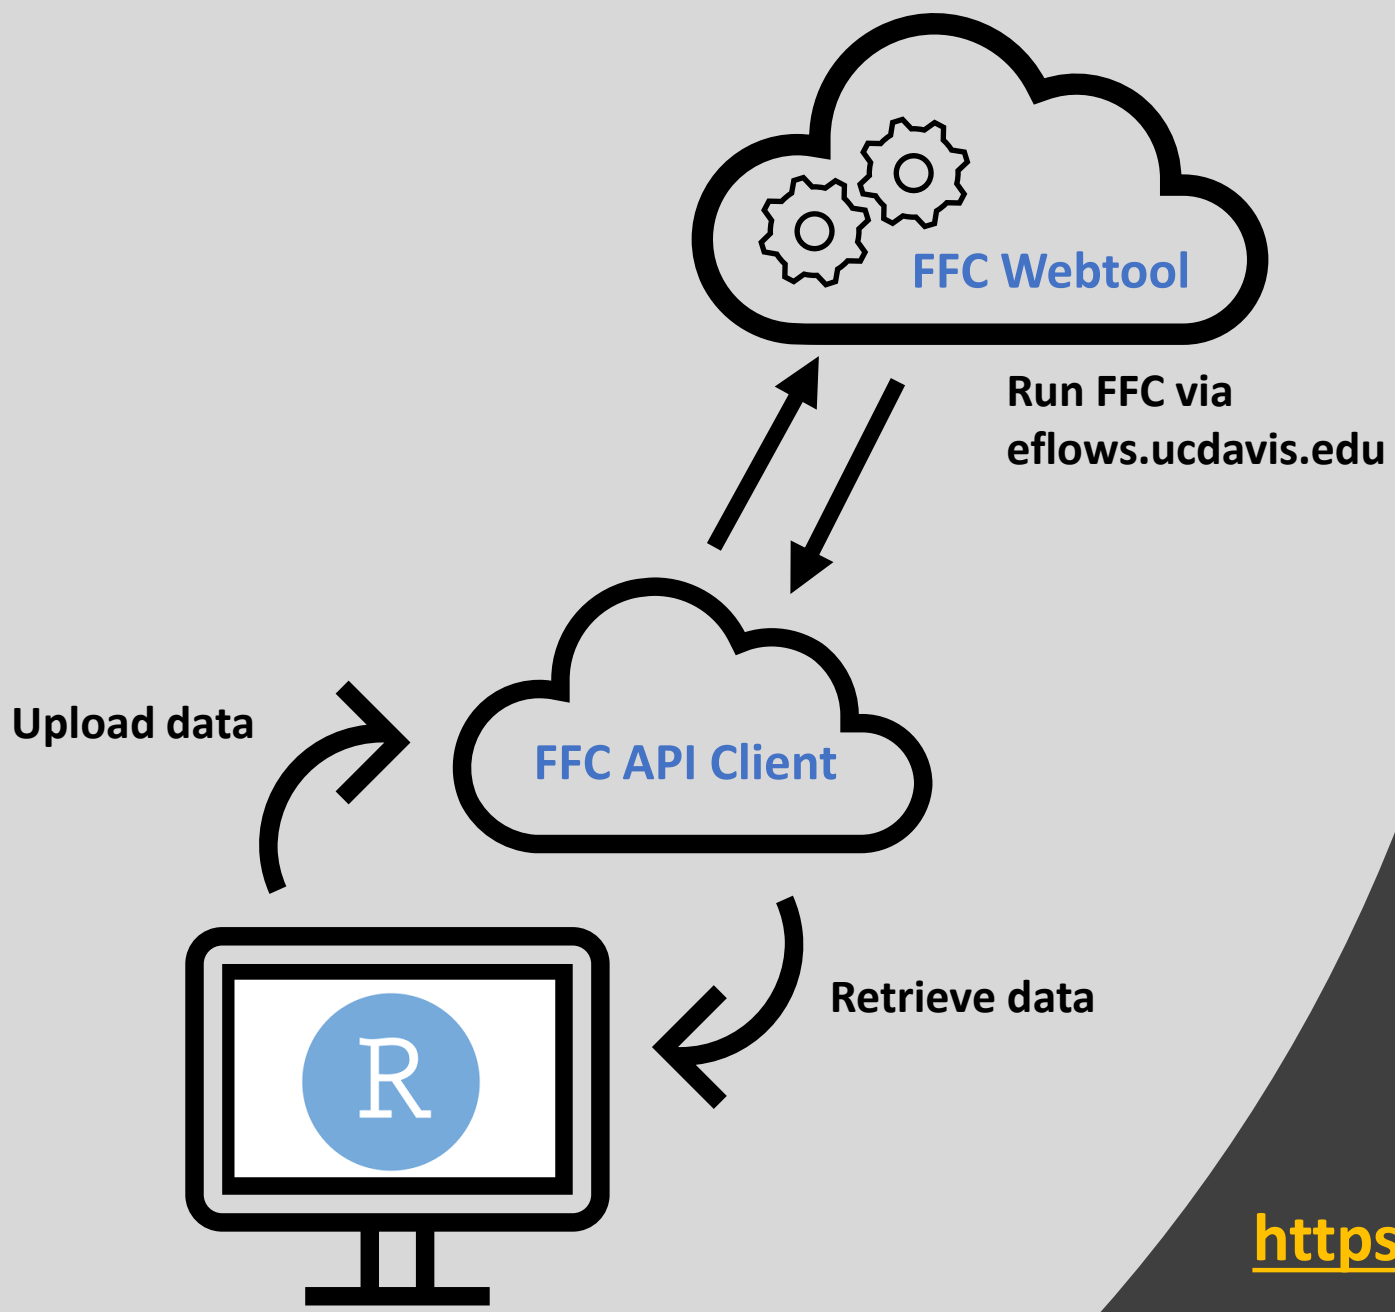 FFC Webtool
Run FFC via
eflows.ucdavis.edu
Upload data
FFC API Client
Retrieve data
R
https